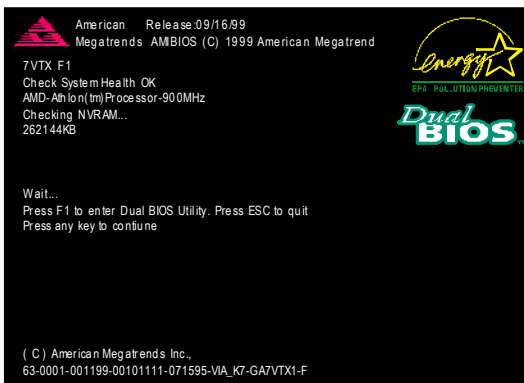 American Release:09/16/99
Megatrends AMIBIOS (C) 1999 American Megatrend
energy
EPA POLLUTION PREVENTER
Dual
BIOS
TM
7VTX F1
Check System Health OK
AMD-Athlon(tm)Processor-900MHz
Checking NVRAM...
262144KB
Wait...
Press F1 to enter Dual BIOS Utility. Press ESC to quit
Press any key to contiune
( C ) American Megatrends Inc.,
63-0001-001199-00101111-071595-VIA_K7-GA7VTX1-F